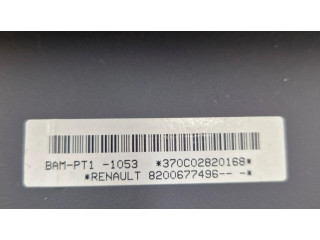 BAM-PT1 -1053 *370C02820168*
*RENAULT 8200677496-- -*